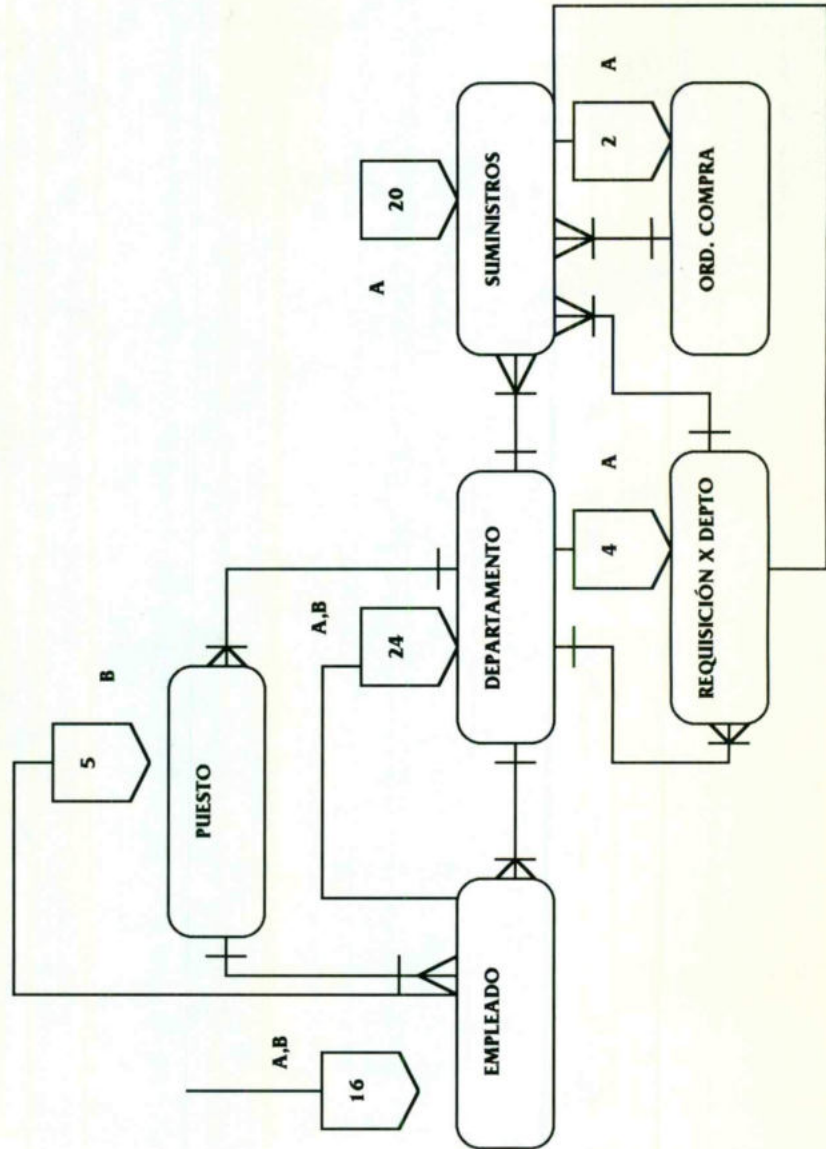 5
B
PUESTO
16
A,B
24
A,B
20
A
EMPLEADO
DEPARTAMENTO
SUMINISTROS
4
A
2
A
REQUISICIÓN X DEPTO
ORD. COMPRA